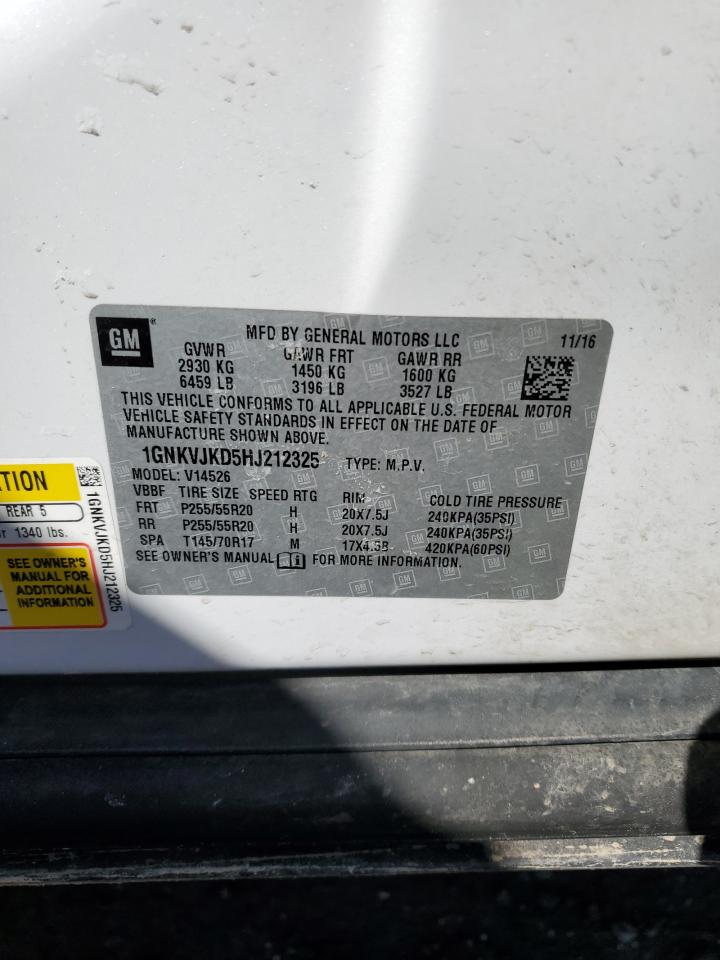 GM
MFD BY GENERAL MOTORS LLC 11/16
GVWR GAWR FRT GAWR RR
2930 KG 1450 KG 1600 KG
6459 LB 3196 LB 3527 LB
THIS VEHICLE CONFORMS TO ALL APPLICABLE U.S. FEDERAL MOTOR
VEHICLE SAFETY STANDARDS IN EFFECT ON THE DATE OF
MANUFACTURE SHOWN ABOVE.
1GNKVJKD5HJ212325 TYPE: M.P.V.
MODEL: V14526
VBBF TIRE SIZE SPEED RTG RIM COLD TIRE PRESSURE
FRT P255/55R20 H 20X7.5J 240KPA(35PSI)
RR P255/55R20 H 20X7.5J 240KPA(35PSI)
SPA T145/70R17 M 17X4.5B 420KPA(60PSI)
SEE OWNER'S MANUAL FOR MORE INFORMATION.
REAR 5
1340 lbs.
SEE OWNER'S
MANUAL FOR
ADDITIONAL
INFORMATION
1GNKVJKD5HJ212325